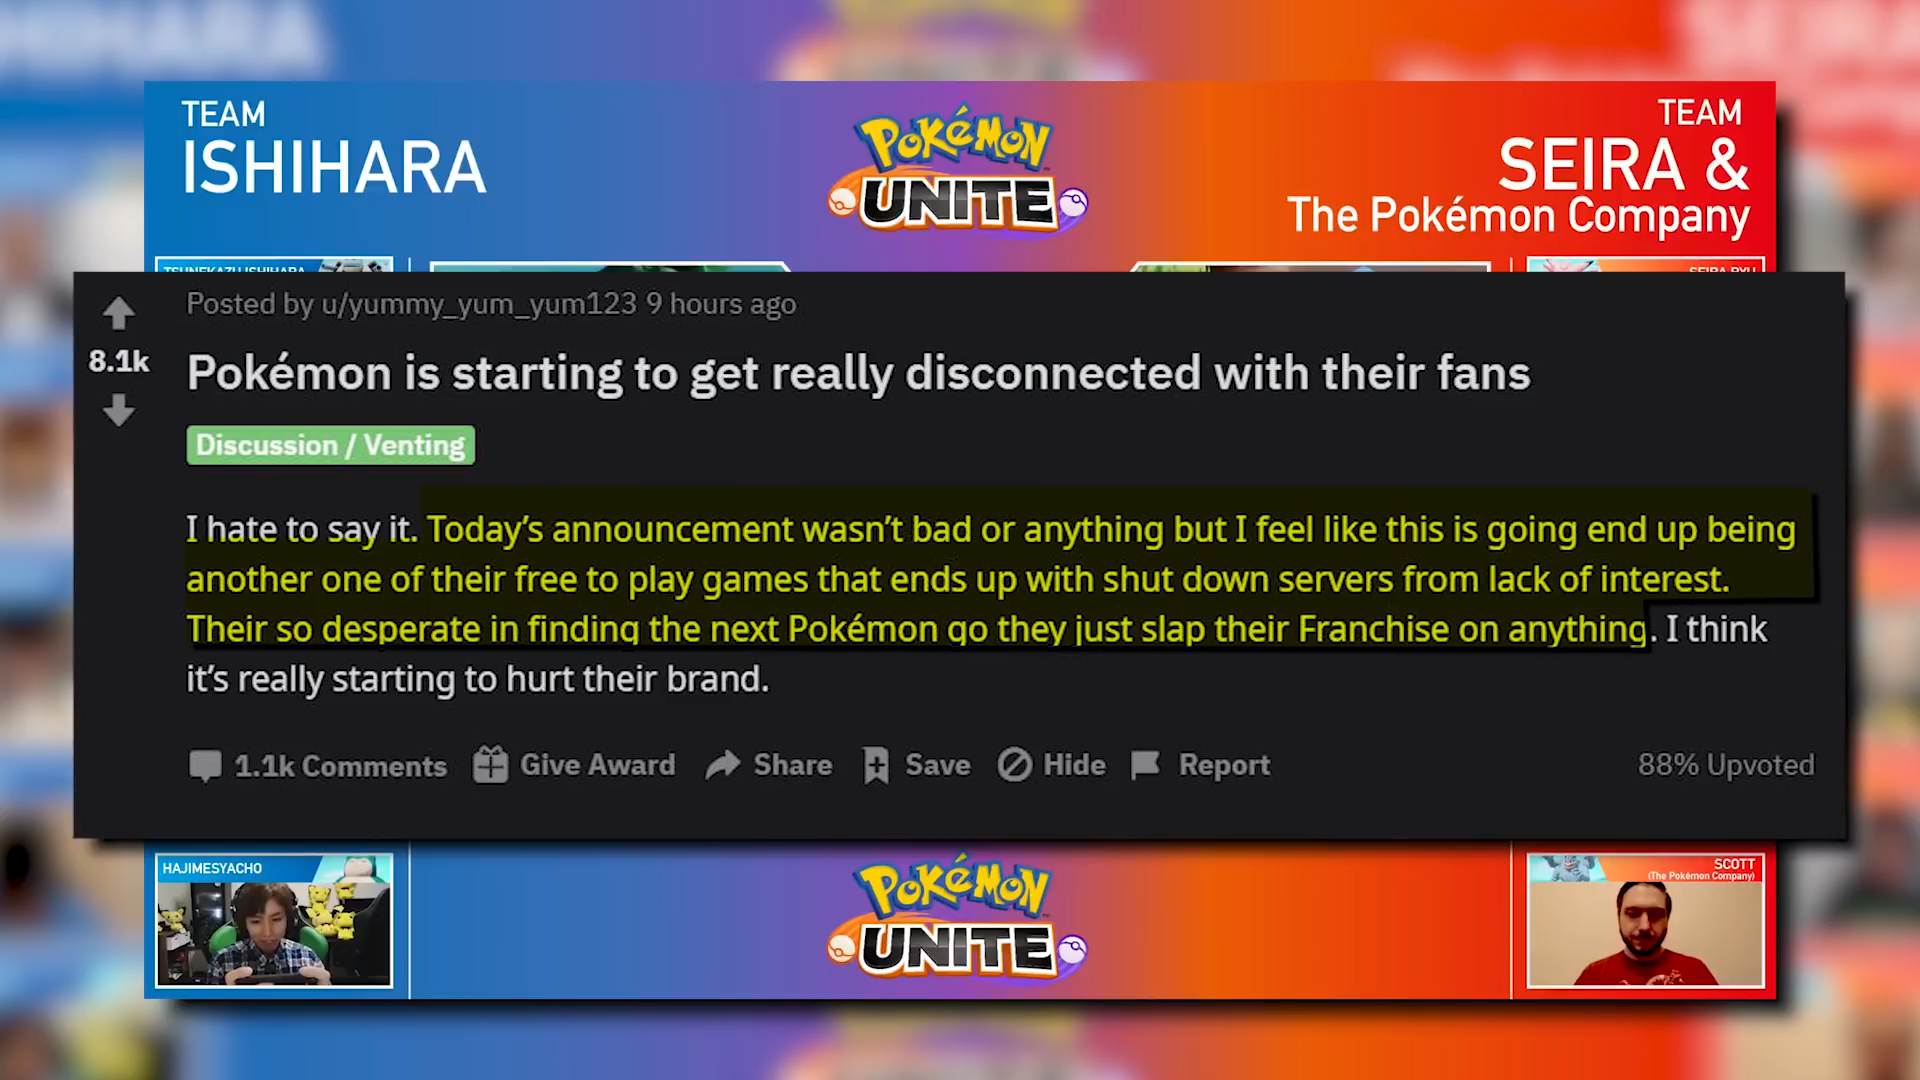 TEAM
ISHIHARA
POKéMON
UNITE
TEAM
SEIRA &
The Pokémon Company
TSUNEKAZU ISHIHARA
Posted by u/yummy_yum_yum123 9 hours ago
8.1k
Pokémon is starting to get really disconnected with their fans
Discussion / Venting
I hate to say it. Today's announcement wasn't bad or anything but I feel like this is going end up being
another one of their free to play games that ends up with shut down servers from lack of interest.
Their so desperate in finding the next Pokémon go they just slap their Franchise on anything. I think
it's really starting to hurt their brand.
1.1k Comments Give Award Share Save Hide Report 88% Upvoted
HAJIMESYACHO
POKéMON
UNITE
SCOTT
(The Pokémon Company)